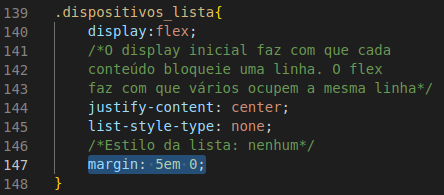 139 .dispositivos_lista{
140 display:flex;
141 /*O display inicial faz com que cada
142 conteúdo bloqueie uma linha. O flex
143 faz com que vários ocupem a mesma linha*/
144 justify-content: center;
145 list-style-type: none;
146 /*Estilo da lista: nenhum*/
147 margin: 5em 0;
148 }